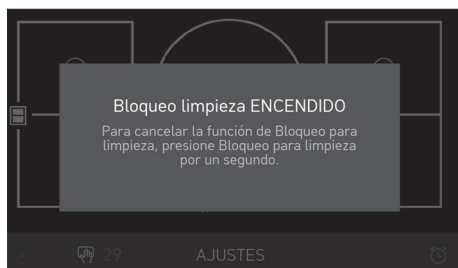 Bloqueo limpieza ENCENDIDO
Para cancelar la función de Bloqueo para
limpieza, presione Bloqueo para limpieza
por un segundo.
29 AJUSTES